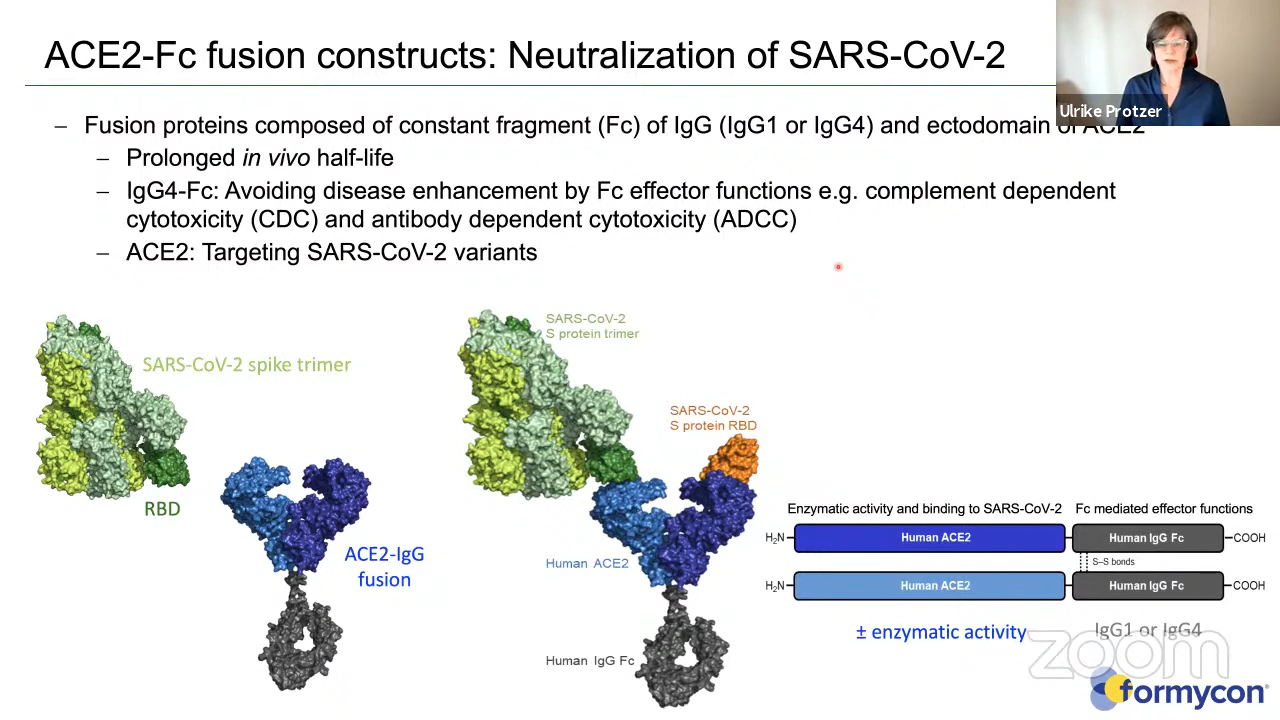 ACE2-Fc fusion constructs: Neutralization of SARS-CoV-2
Ulrike Protzer
– Fusion proteins composed of constant fragment (Fc) of IgG (IgG1 or IgG4) and ectodomain of ACE2
– Prolonged in vivo half-life
– IgG4-Fc: Avoiding disease enhancement by Fc effector functions e.g. complement dependent
cytotoxicity (CDC) and antibody dependent cytotoxicity (ADCC)
– ACE2: Targeting SARS-CoV-2 variants
SARS-CoV-2 spike trimer
RBD
ACE2-IgG
fusion
SARS-CoV-2
S protein trimer
SARS-CoV-2
S protein RBD
Human ACE2
Human IgG Fc
Enzymatic activity and binding to SARS-CoV-2 Fc mediated effector functions
H₂N Human ACE2 Human IgG Fc COOH
S–S bonds
H₂N Human ACE2 Human IgG Fc COOH
± enzymatic activity IgG1 or IgG4
zoom
formycon®